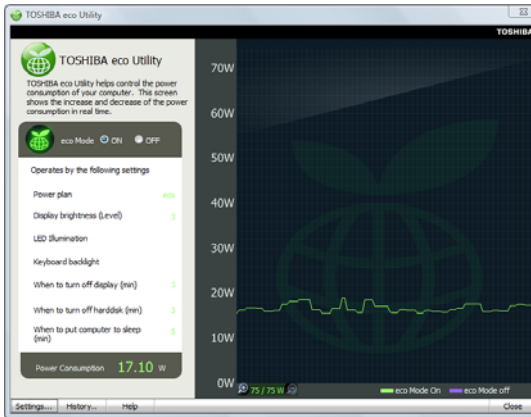 TOSHIBA eco Utility
TOSHIBA
TOSHIBA eco Utility
TOSHIBA eco Utility helps control the power
consumption of your computer. This screen
shows the increase and decrease of the power
consumption in real time.
eco Mode ON OFF
Operates by the following settings
Power plan eco
Display brightness (Level) 3
LED Illumination
Keyboard backlight
When to turn off display (min) 3
When to turn off harddisk (min) 3
When to put computer to sleep 5
(min)
Power Consumption 17.10 W
70W
60W
50W
40W
30W
20W
10W
0W
75 / 75 W
eco Mode On eco Mode off
Settings... History... Help Close